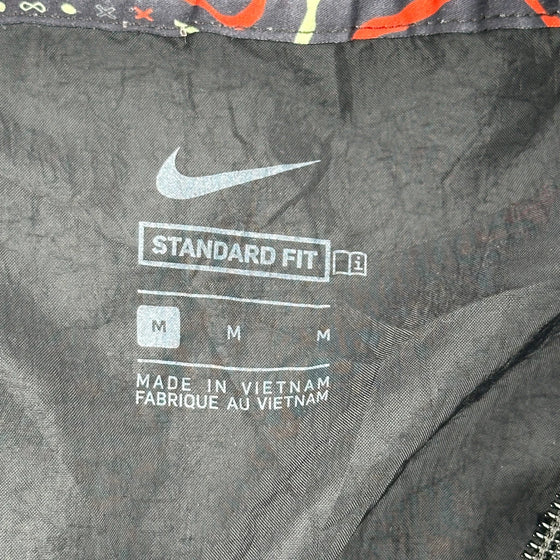 STANDARD FIT
M M M
MADE IN VIETNAM
FABRIQUE AU VIETNAM